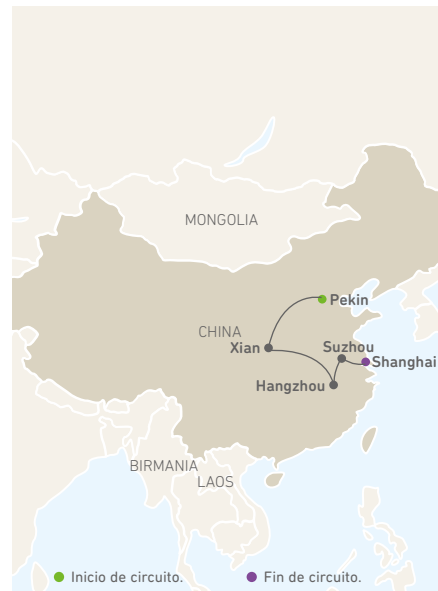 MONGOLIA
Pekin
CHINA
Xian
Suzhou
Shanghai
Hangzhou
BIRMANIA
LAOS
Inicio de circuito.
Fin de circuito.